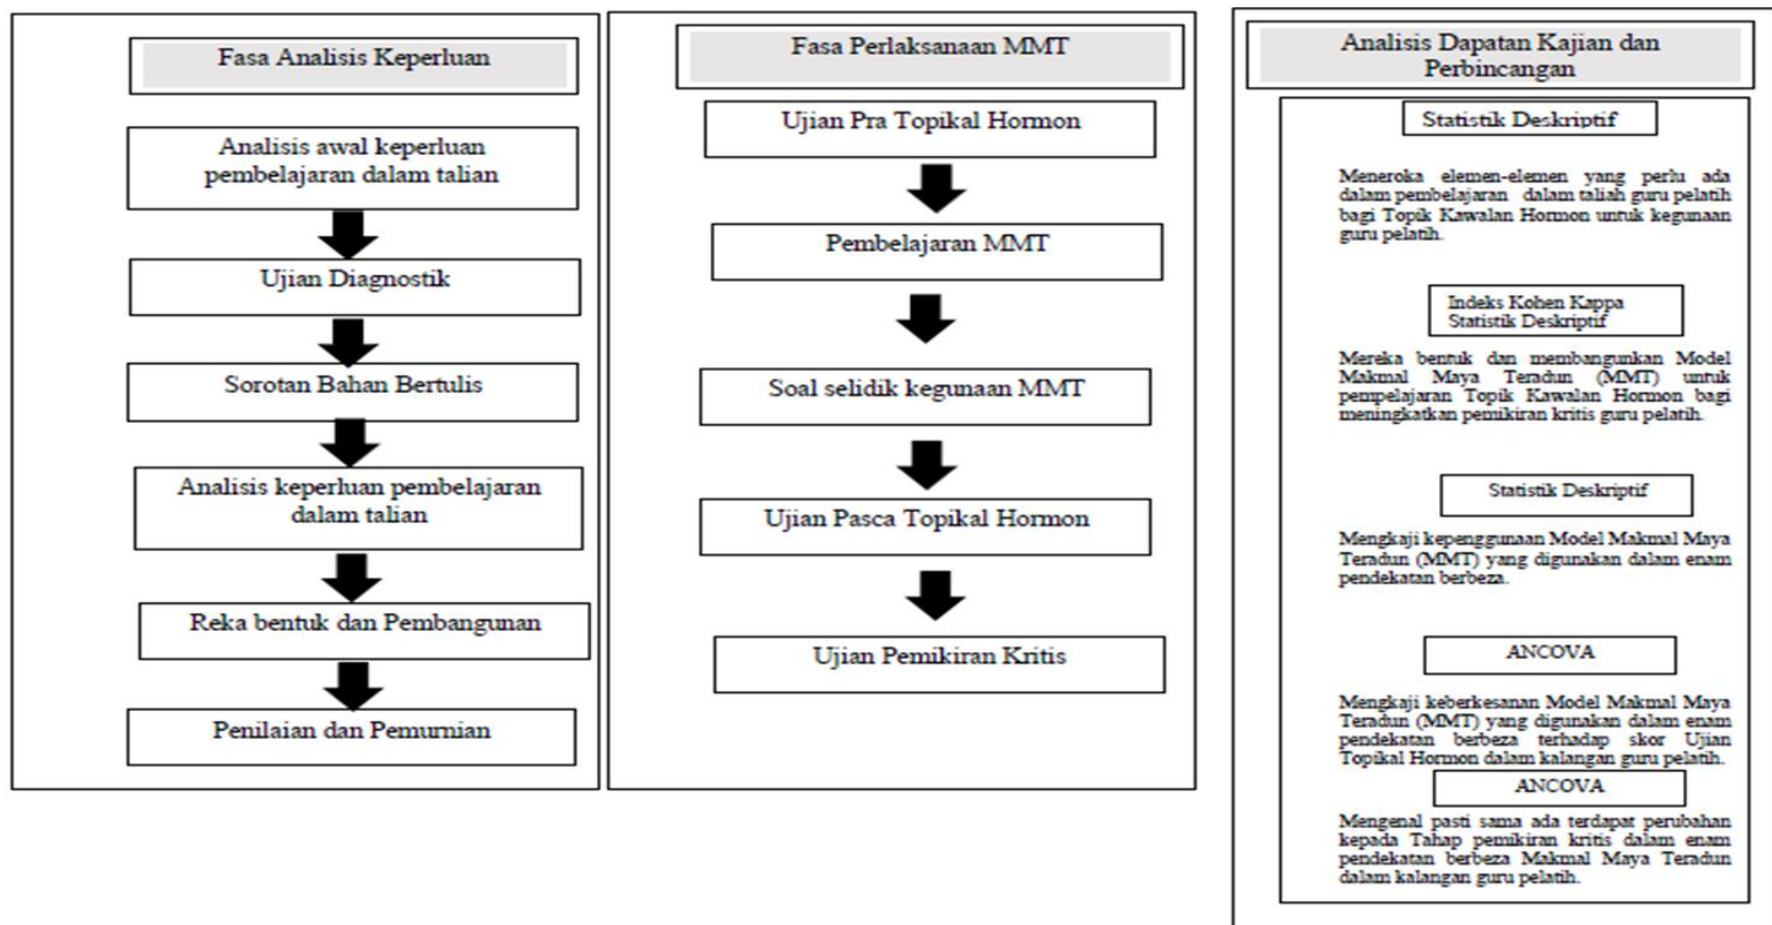 Fasa Analisis Keperluan
Analisis awal keperluan
pembelajaran dalam talian
Ujian Diagnostik
Sorotan Bahan Bertulis
Analisis keperluan pembelajaran
dalam talian
Reka bentuk dan Pembangunan
Penilaian dan Pemurnian
Fasa Perlaksanaan MMT
Ujian Pra Topikal Hormon
Pembelajaran MMT
Soal selidik kegunaan MMT
Ujian Pasca Topikal Hormon
Ujian Pemikiran Kritis
Analisis Dapatan Kajian dan
Perbincangan
Statistik Deskriptif
Meneroka elemen-elemen yang perlu ada
dalam pembelajaran dalam taliah guru pelatih
bagi Topik Kawalan Hormon untuk kegunaan
guru pelatih.
Indeks Kohen Kappa
Statistik Deskriptif
Mereka bentuk dan membangunkan Model
Makmal Maya Teradun (MMT) untuk
pempelajaran Topik Kawalan Hormon bagi
meningkatkan pemikiran kritis guru pelatih.
Statistik Deskriptif
Mengkaji kepenggunaan Model Makmal Maya
Teradun (MMT) yang digunakan dalam enam
pendekatan berbeza.
ANCOVA
Mengkaji keberkesanan Model Makmal Maya
Teradun (MMT) yang digunakan dalam enam
pendekatan berbeza terhadap skor Ujian
Topikal Hormon dalam kalangan guru pelatih.
ANCOVA
Mengenal pasti sama ada terdapat perubahan
kepada Tahap pemikiran kritis dalam enam
pendekatan berbeza Makmal Maya Teradun
dalam kalangan guru pelatih.